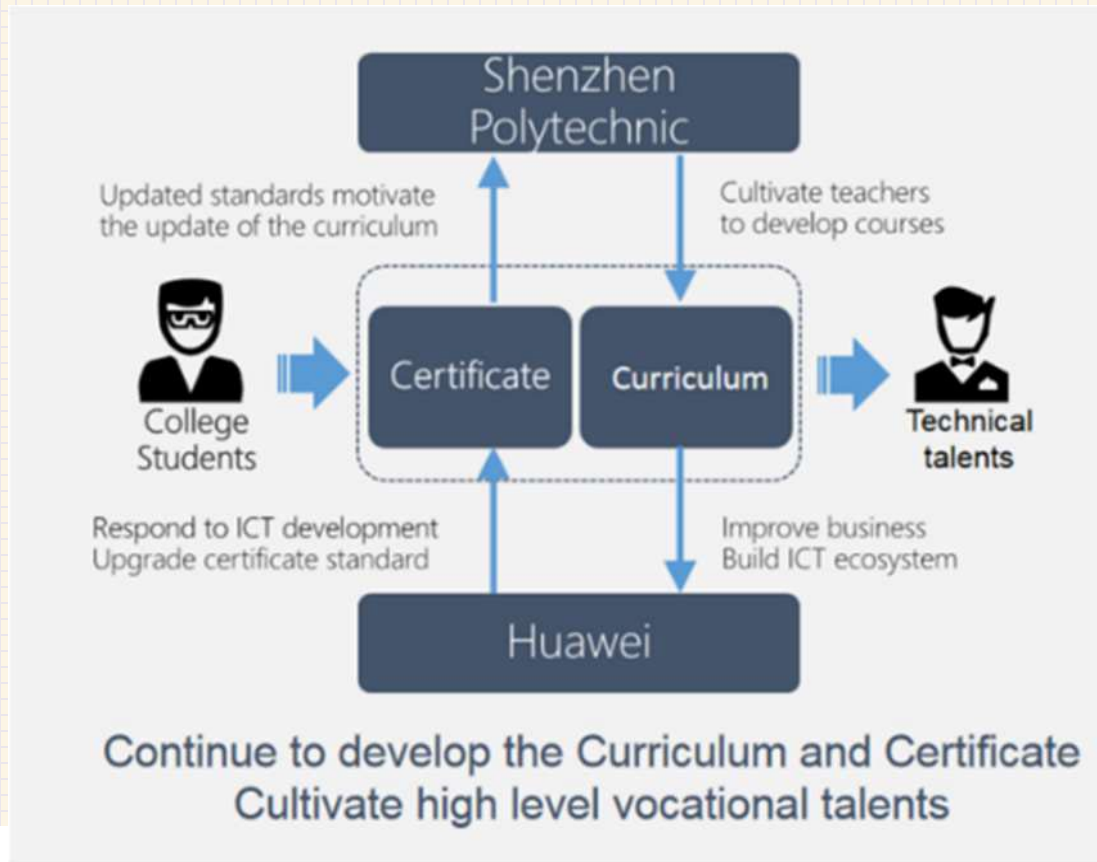 Shenzhen
Polytechnic
Updated standards motivate
the update of the curriculum
Cultivate teachers
to develop courses
College
Students
Certificate
Curriculum
Technical
talents
Respond to ICT development
Upgrade certificate standard
Improve business
Build ICT ecosystem
Huawei
Continue to develop the Curriculum and Certificate
Cultivate high level vocational talents